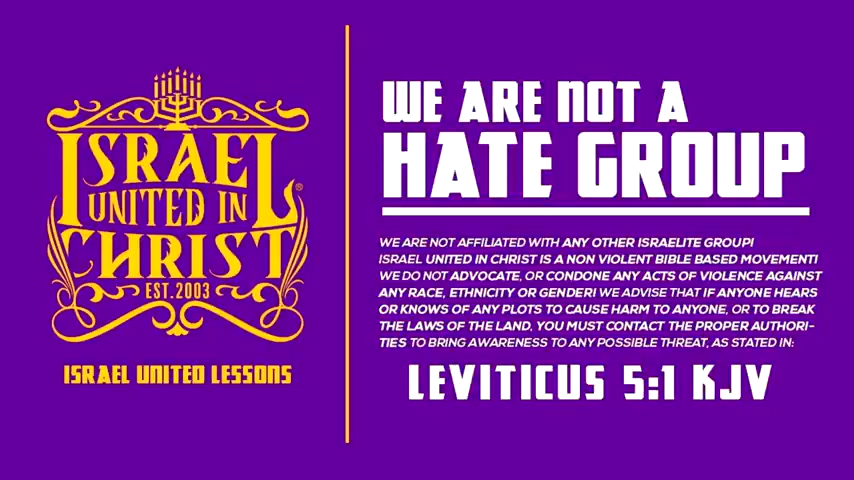 ISRAEL
UNITED IN
CHRIST
EST. 2003
ISRAEL UNITED LESSONS
WE ARE NOT A
HATE GROUP
WE ARE NOT AFFILIATED WITH ANY OTHER ISRAELITE GROUP!
ISRAEL UNITED IN CHRIST IS A NON VIOLENT BIBLE BASED MOVEMENT!
WE DO NOT ADVOCATE, OR CONDONE ANY ACTS OF VIOLENCE AGAINST
ANY RACE, ETHNICITY OR GENDER! WE ADVISE THAT IF ANYONE HEARS
OR KNOWS OF ANY PLOTS TO CAUSE HARM TO ANYONE, OR TO BREAK
THE LAWS OF THE LAND, YOU MUST CONTACT THE PROPER AUTHORI-
TIES TO BRING AWARENESS TO ANY POSSIBLE THREAT, AS STATED IN:
LEVITICUS 5:1 KJV